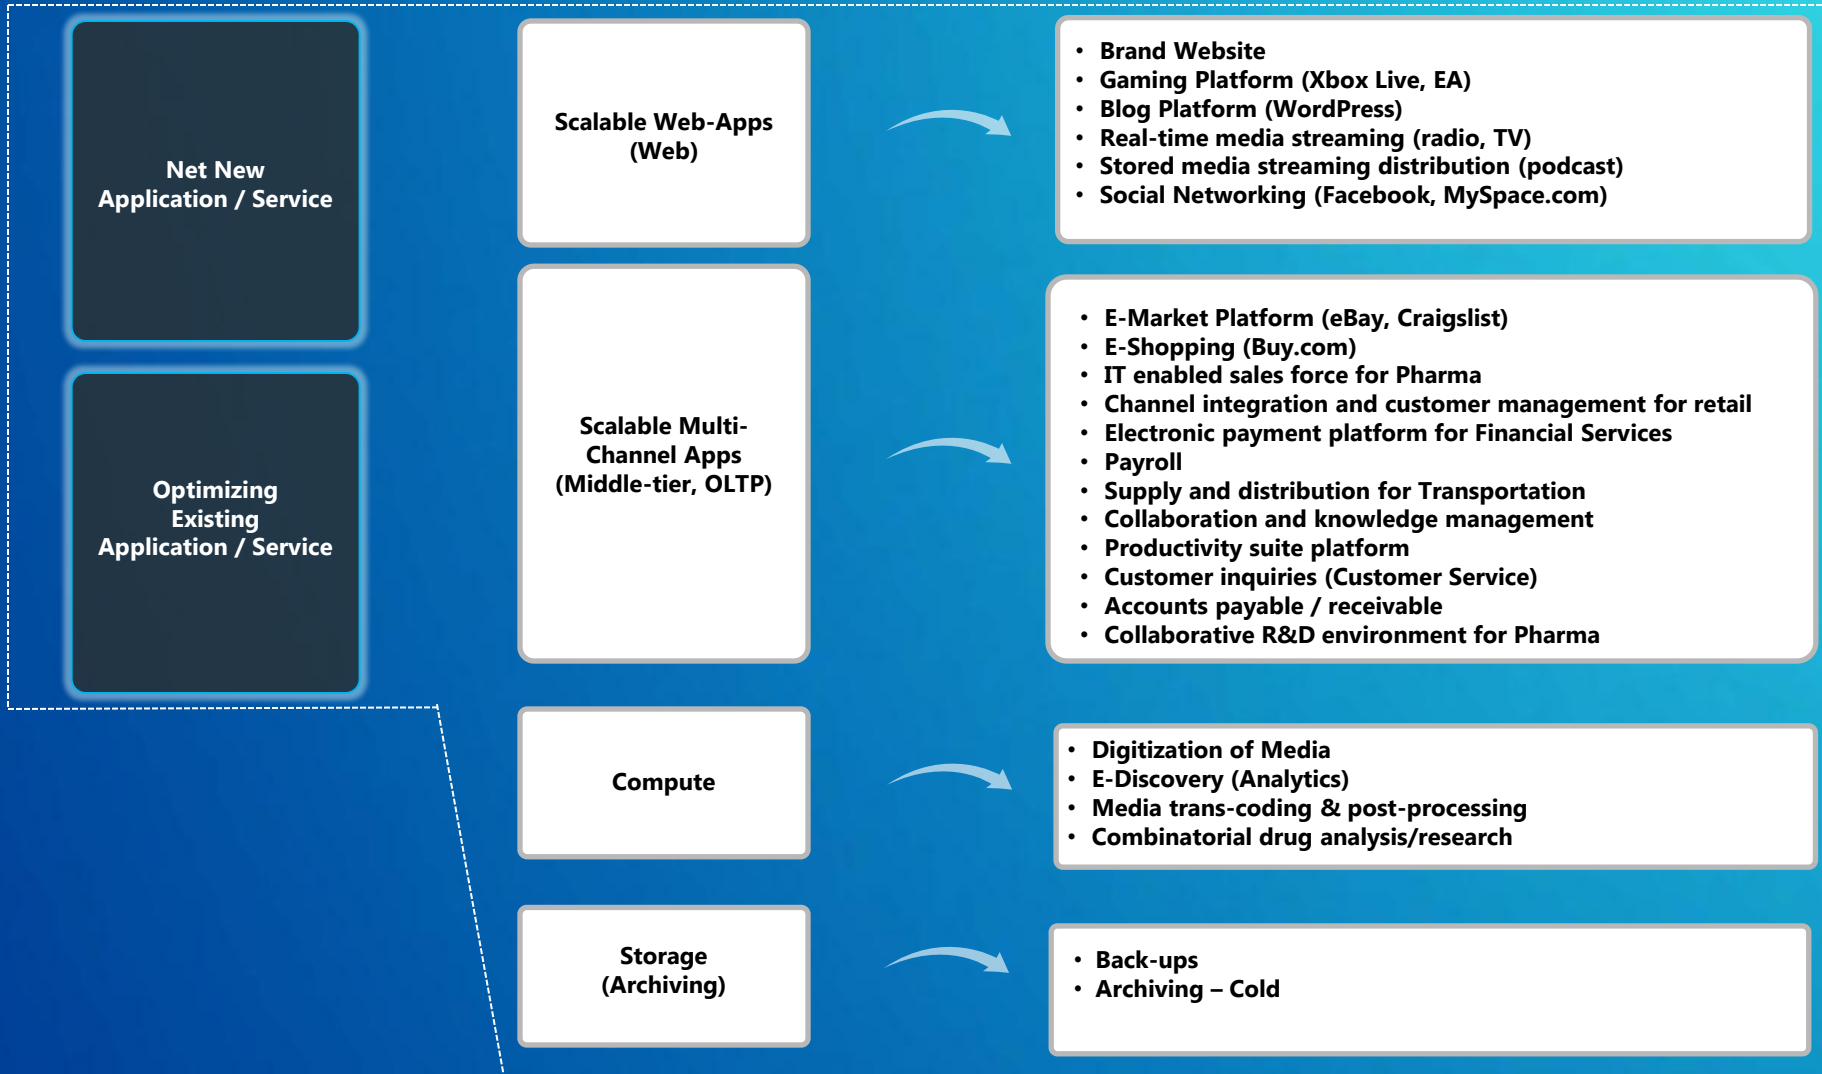 Net New
Application / Service
Optimizing
Existing
Application / Service
Scalable Web-Apps
(Web)
• Brand Website
• Gaming Platform (Xbox Live, EA)
• Blog Platform (WordPress)
• Real-time media streaming (radio, TV)
• Stored media streaming distribution (podcast)
• Social Networking (Facebook, MySpace.com)
Scalable Multi-
Channel Apps
(Middle-tier, OLTP)
• E-Market Platform (eBay, Craigslist)
• E-Shopping (Buy.com)
• IT enabled sales force for Pharma
• Channel integration and customer management for retail
• Electronic payment platform for Financial Services
• Payroll
• Supply and distribution for Transportation
• Collaboration and knowledge management
• Productivity suite platform
• Customer inquiries (Customer Service)
• Accounts payable / receivable
• Collaborative R&D environment for Pharma
Compute
• Digitization of Media
• E-Discovery (Analytics)
• Media trans-coding & post-processing
• Combinatorial drug analysis/research
Storage
(Archiving)
• Back-ups
• Archiving – Cold